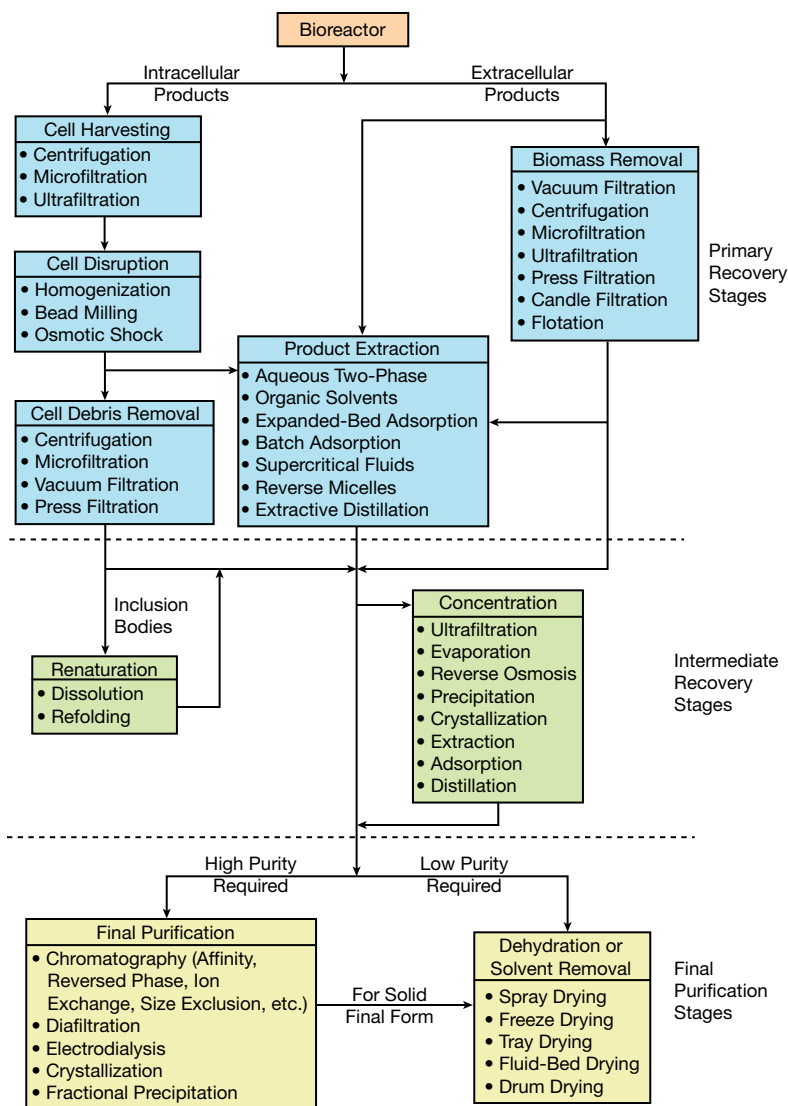 Bioreactor
Intracellular
Products
Extracellular
Products
Cell Harvesting
• Centrifugation
• Microfiltration
• Ultrafiltration
Biomass Removal
• Vacuum Filtration
• Centrifugation
• Microfiltration
• Ultrafiltration
• Press Filtration
• Candle Filtration
• Flotation
Primary
Recovery
Stages
Cell Disruption
• Homogenization
• Bead Milling
• Osmotic Shock
Product Extraction
• Aqueous Two-Phase
• Organic Solvents
• Expanded-Bed Adsorption
• Batch Adsorption
• Supercritical Fluids
• Reverse Micelles
• Extractive Distillation
Cell Debris Removal
• Centrifugation
• Microfiltration
• Vacuum Filtration
• Press Filtration
Inclusion
Bodies
Renaturation
• Dissolution
• Refolding
Concentration
• Ultrafiltration
• Evaporation
• Reverse Osmosis
• Precipitation
• Crystallization
• Extraction
• Adsorption
• Distillation
Intermediate
Recovery
Stages
High Purity
Required
Low Purity
Required
Final Purification
• Chromatography (Affinity,
Reversed Phase, Ion
Exchange, Size Exclusion, etc.)
• Diafiltration
• Electrodialysis
• Crystallization
• Fractional Precipitation
For Solid
Final Form
Dehydration or
Solvent Removal
• Spray Drying
• Freeze Drying
• Tray Drying
• Fluid-Bed Drying
• Drum Drying
Final
Purification
Stages